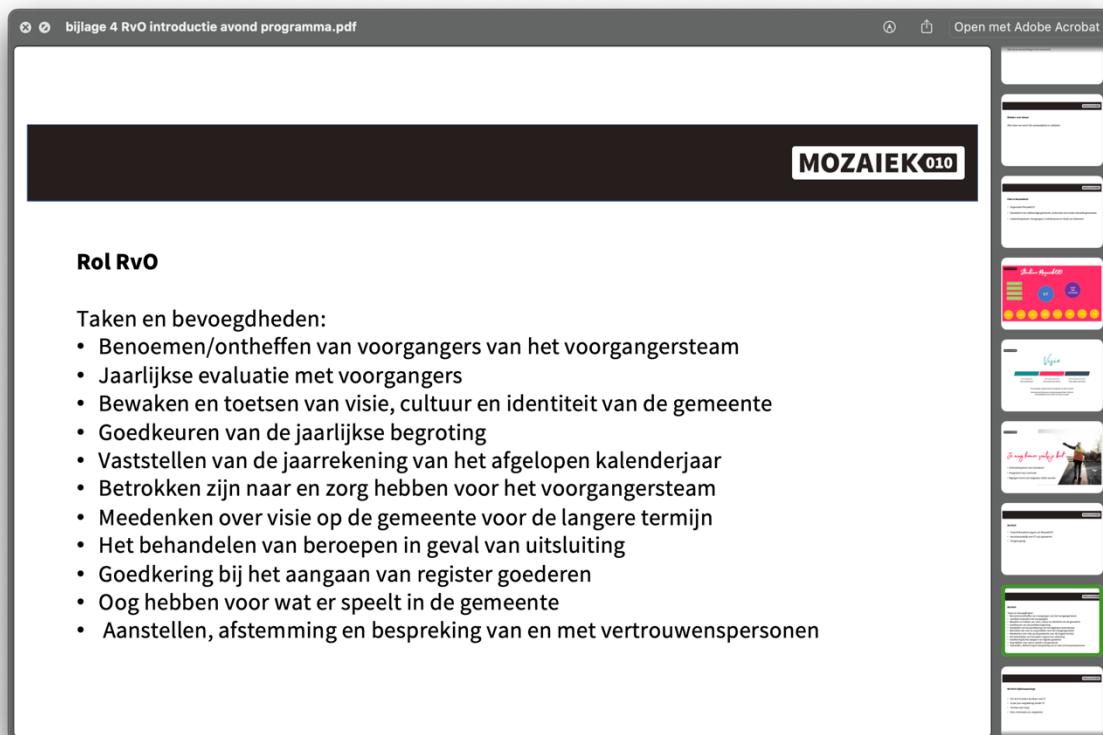 bijlage 4 RvO introductie avond programma.pdf
Open met Adobe Acrobat
MOZAIEK 010
Rol RvO
Taken en bevoegdheden:
• Benoemen/ontheffen van voorgangers van het voorgangersteam
• Jaarlijkse evaluatie met voorgangers
• Bewaken en toetsen van visie, cultuur en identiteit van de gemeente
• Goedkeuren van de jaarlijkse begroting
• Vaststellen van de jaarrekening van het afgelopen kalenderjaar
• Betrokken zijn naar en zorg hebben voor het voorgangersteam
• Meedenken over visie op de gemeente voor de langere termijn
• Het behandelen van beroepen in geval van uitsluiting
• Goedkering bij het aangaan van register goederen
• Oog hebben voor wat er speelt in de gemeente
• Aanstellen, afstemming en bespreking van en met vertrouwenspersonen
Visie